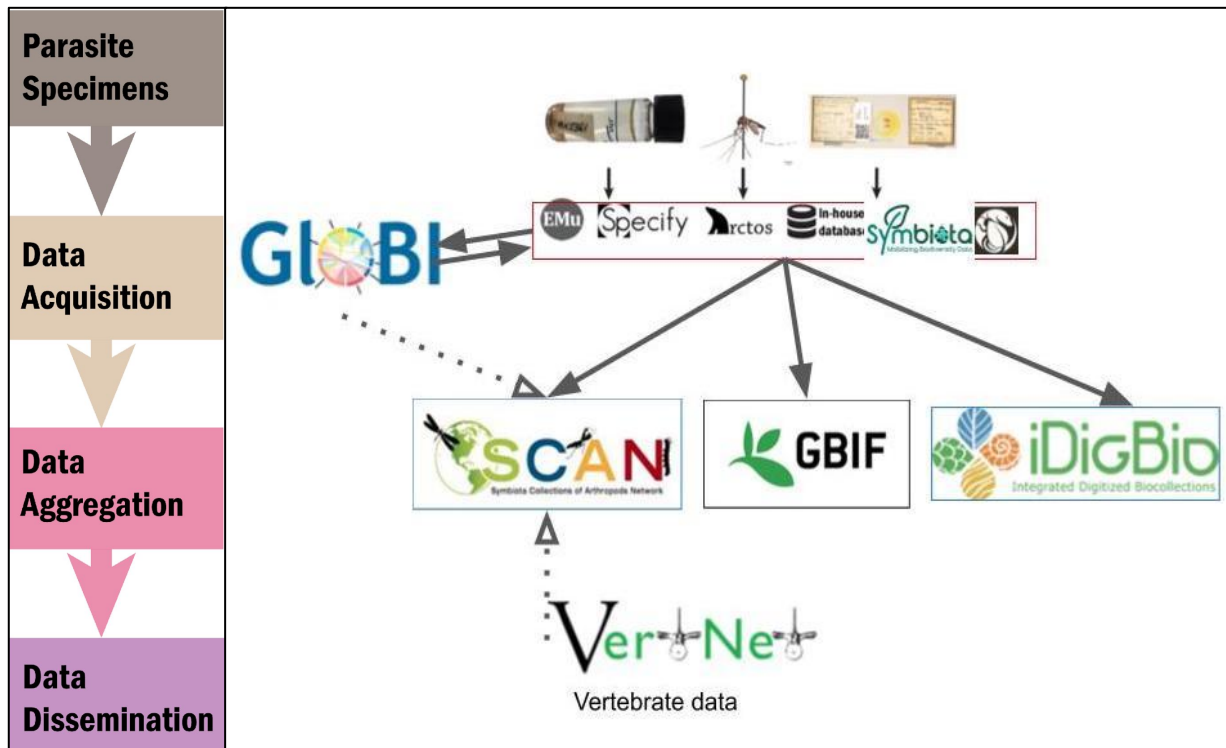 Parasite
Specimens
Data
Acquisition
Data
Aggregation
Data
Dissemination
EMu
Specify
Arctos
In-house
database
Symbiota
Mobilizing Biodiversity Data
GloBI
SCAN
Symbiota Collections of Arthropods Network
GBIF
iDigBio
Integrated Digitized Biocollections
VertNet
Vertebrate data